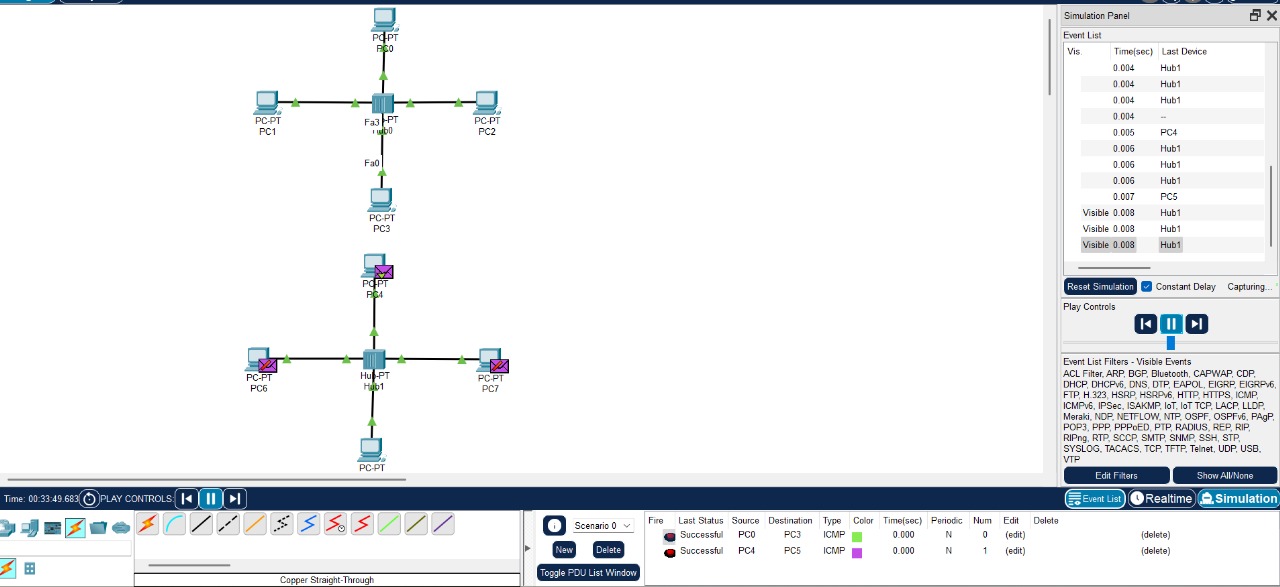 PC-PT
PC0
PC-PT
PC1
Fa3
-PT
Hub0
PC-PT
PC2
Fa0
PC-PT
PC3
PC-PT
PC4
PC-PT
PC6
Hub-PT
Hub1
PC-PT
PC7
PC-PT
Simulation Panel
Event List
Vis. Time(sec) Last Device
0.004 Hub1
0.004 Hub1
0.004 Hub1
0.004 --
0.005 PC4
0.006 Hub1
0.006 Hub1
0.006 Hub1
0.007 PC5
Visible 0.008 Hub1
Visible 0.008 Hub1
Visible 0.008 Hub1
Reset Simulation Constant Delay Capturing...
Play Controls
Event List Filters - Visible Events
ACL Filter, ARP, BGP, Bluetooth, CAPWAP, CDP,
DHCP, DHCPv6, DNS, DTP, EAPOL, EIGRP, EIGRPv6,
FTP, H.323, HSRP, HSRPv6, HTTP, HTTPS, ICMP,
ICMPv6, IPSec, ISAKMP, IoT, IoT TCP, LACP, LLDP,
Meraki, NDP, NETFLOW, NTP, OSPF, OSPFv6, PAgP,
POP3, PPP, PPPoED, PTP, RADIUS, REP, RIP,
RIPng, RTP, SCCP, SMTP, SNMP, SSH, STP,
SYSLOG, TACACS, TCP, TFTP, Telnet, UDP, USB,
VTP
Edit Filters Show All/None
Time: 00:33:49.683 PLAY CONTROLS:
Event List Realtime Simulation
Copper Straight-Through
Scenario 0
New Delete
Toggle PDU List Window
Fire Last Status Source Destination Type Color Time(sec) Periodic Num Edit Delete
Successful PC0 PC3 ICMP 0.000 N 0 (edit) (delete)
Successful PC4 PC5 ICMP 0.000 N 1 (edit) (delete)